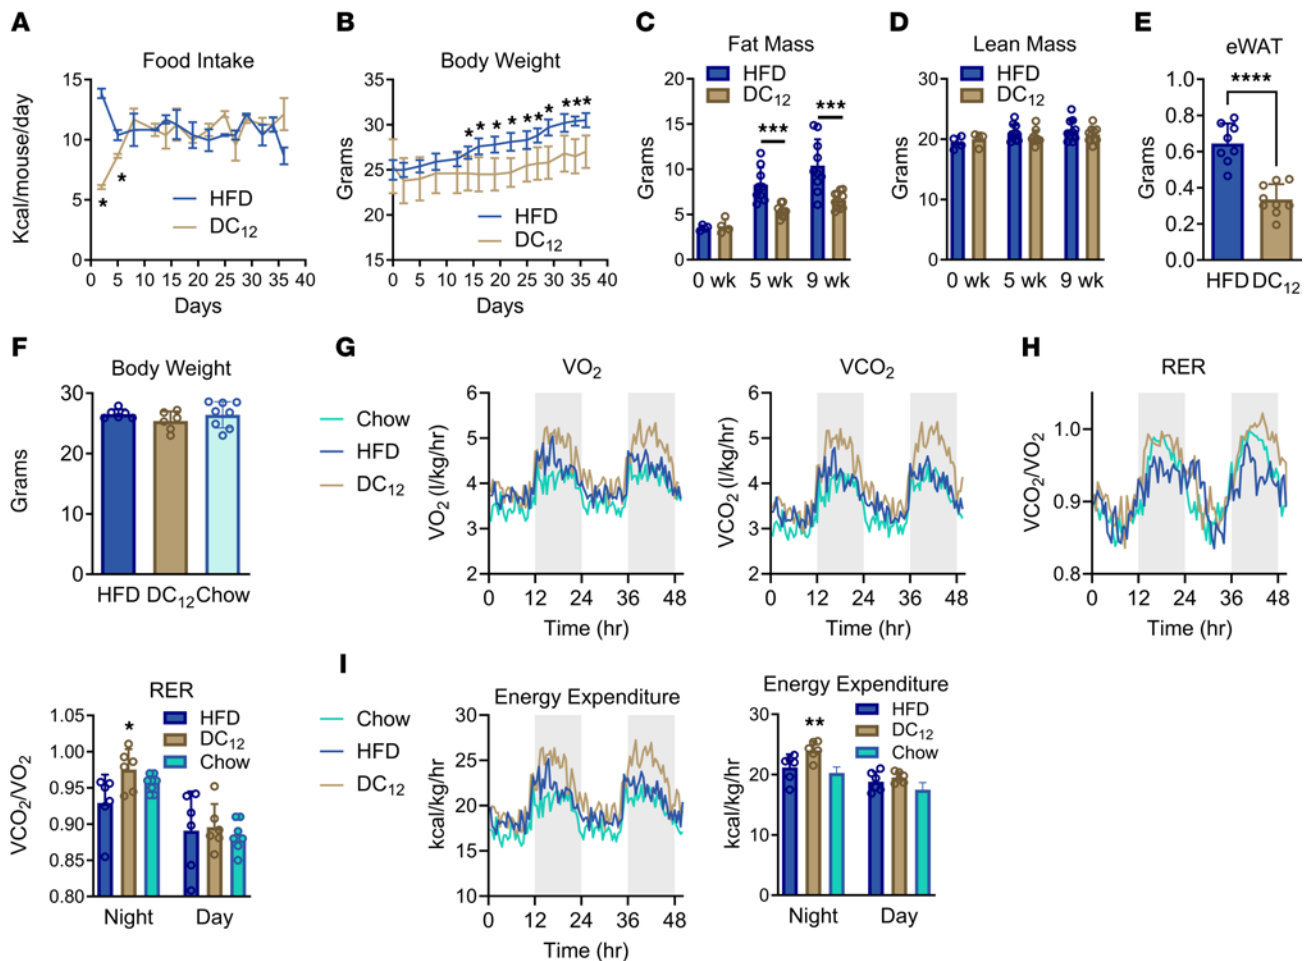 A
Food Intake
Kcal/mouse/day
15
10
5
0
*
*
HFD
DC₁₂
0 5 10 15 20 25 30 35 40
Days
B
Body Weight
Grams
35
30
25
20
15
* * * * * * * * * *
HFD
DC₁₂
0 5 10 15 20 25 30 35 40
Days
C
Fat Mass
Grams
20
15
10
5
0
HFD
DC₁₂
***
***
0 wk 5 wk 9 wk
D
Lean Mass
Grams
30
20
10
0
HFD
DC₁₂
0 wk 5 wk 9 wk
E
eWAT
Grams
1.0
0.8
0.6
0.4
0.2
0.0
****
HFD DC₁₂
F
Body Weight
Grams
30
20
10
0
HFD DC₁₂ Chow
G
Chow
HFD
DC₁₂
VO₂
VO₂ (l/kg/hr)
6
5
4
3
2
0 12 24 36 48
Time (hr)
VCO₂
VCO₂ (l/kg/hr)
6
5
4
3
2
0 12 24 36 48
Time (hr)
H
RER
VCO₂/VO₂
1.0
0.9
0.8
0 12 24 36 48
Time (hr)
RER
VCO₂/VO₂
1.05
1.00
0.95
0.90
0.85
0.80
*
HFD
DC₁₂
Chow
Night Day
I
Chow
HFD
DC₁₂
Energy Expenditure
kcal/kg/hr
30
25
20
15
10
0 12 24 36 48
Time (hr)
Energy Expenditure
kcal/kg/hr
30
20
10
0
**
HFD
DC₁₂
Chow
Night Day